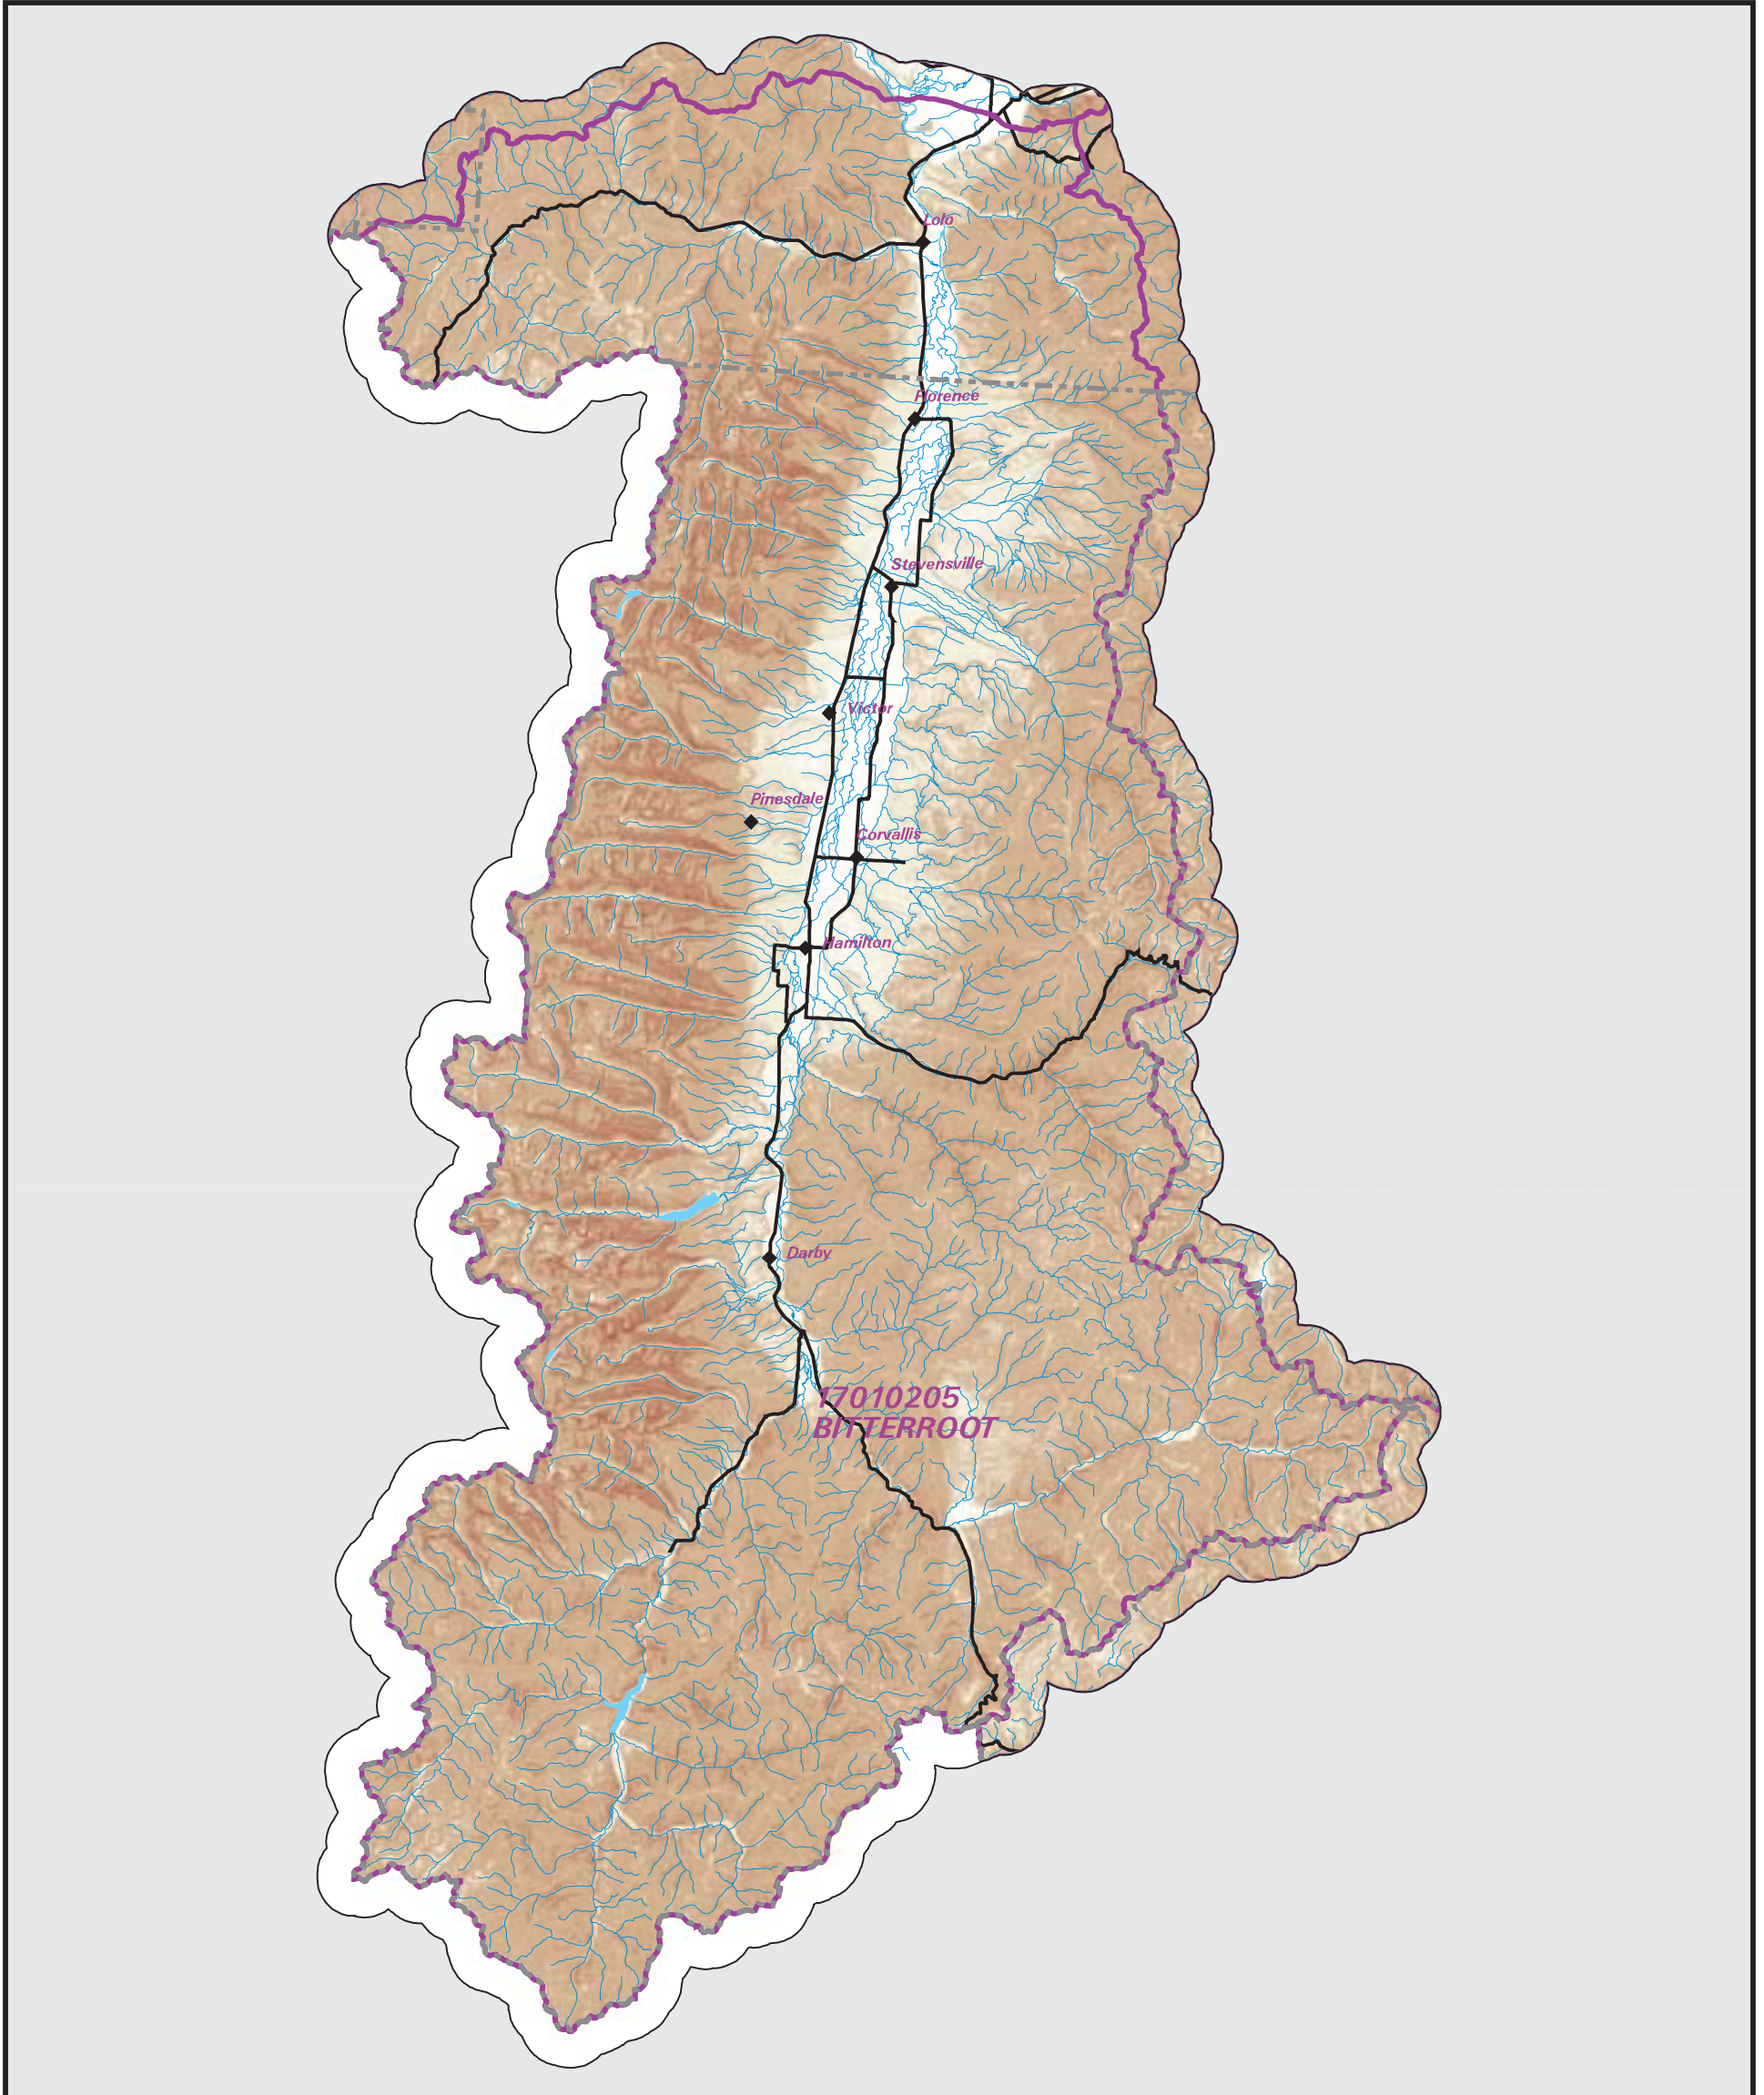 Lolo
Florence
Stevensville
Victor
Pinesdale
Corvallis
Hamilton
Darby
17010205
BITTERROOT